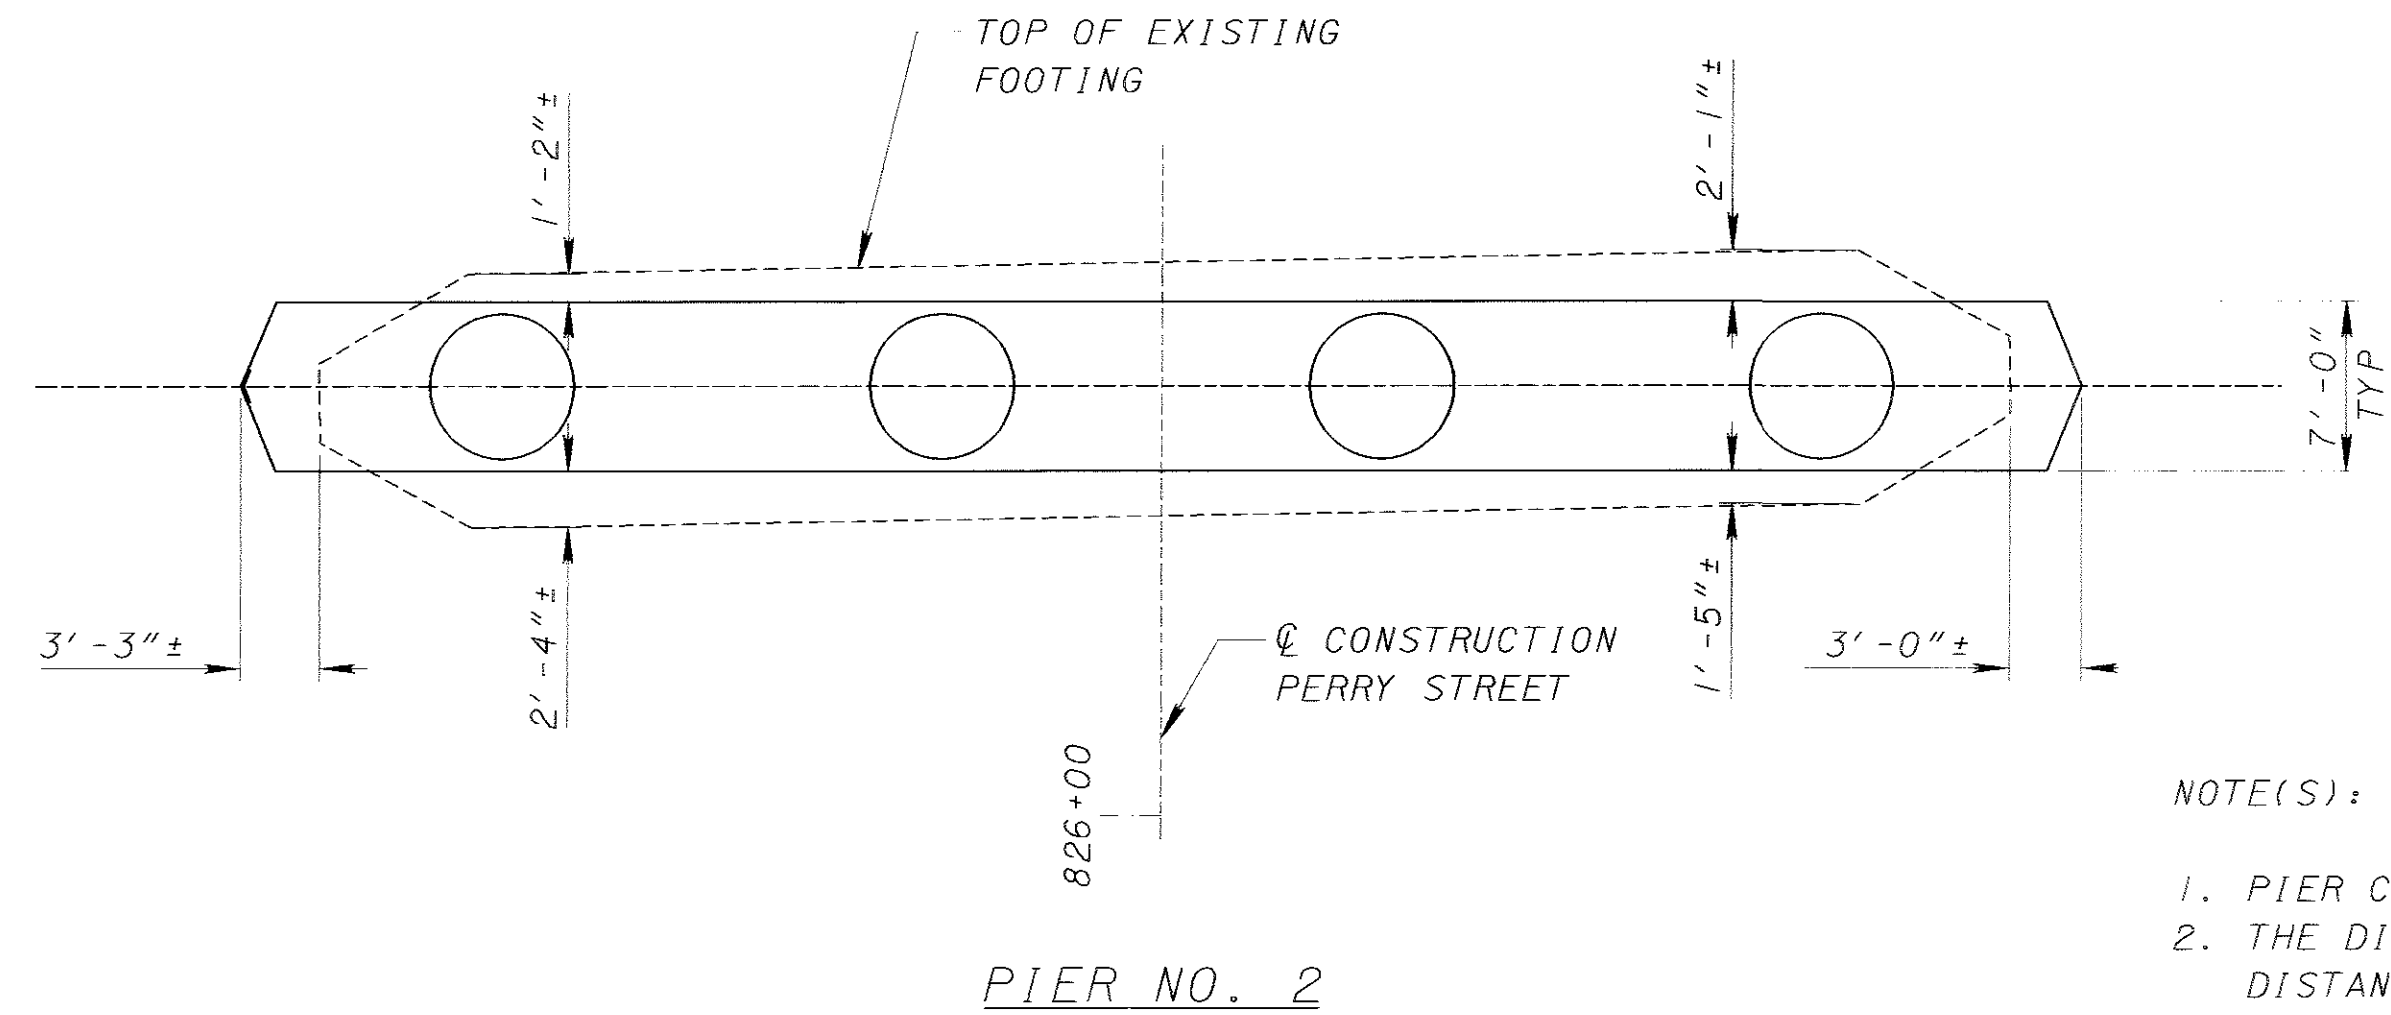 TOP OF EXISTING
FOOTING
1'-2"±
2'-1"±
7'-0"
TYP
3'-3"±
2'-4"±
℄ CONSTRUCTION
PERRY STREET
1'-5"±
3'-0"±
826+00
NOTE(S):
1. PIER C
2. THE DI
DISTAN
PIER NO. 2